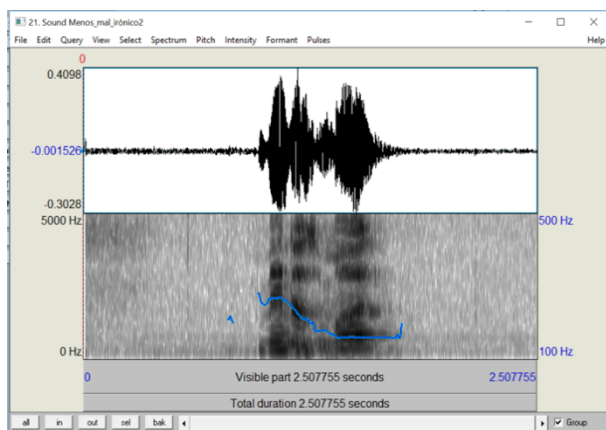 21. Sound Menos_mal_irónico2
File Edit Query View Select Spectrum Pitch Intensity Formant Pulses Help
0
0.4098
-0.001526
-0.3028
5000 Hz 500 Hz
0 Hz 100 Hz
0 Visible part 2.507755 seconds 2.507755
Total duration 2.507755 seconds
all in out sel bak Group